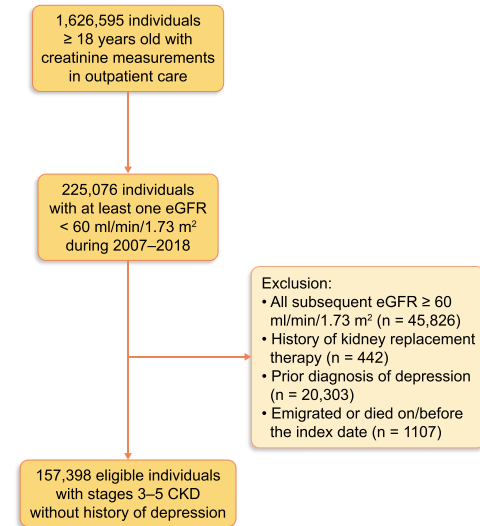 1,626,595 individuals
≥ 18 years old with
creatinine measurements
in outpatient care
225,076 individuals
with at least one eGFR
< 60 ml/min/1.73 m²
during 2007–2018
Exclusion:
• All subsequent eGFR ≥ 60
ml/min/1.73 m² (n = 45,826)
• History of kidney replacement
therapy (n = 442)
• Prior diagnosis of depression
(n = 20,303)
• Emigrated or died on/before
the index date (n = 1107)
157,398 eligible individuals
with stages 3–5 CKD
without history of depression